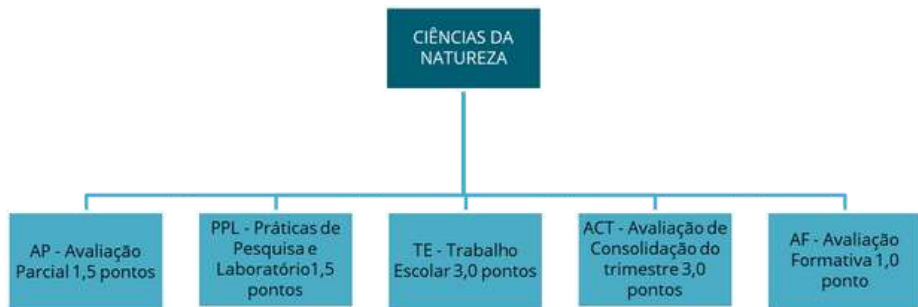 CIÊNCIAS DA
NATUREZA
AP - Avaliação
Parcial 1,5 pontos
PPL - Práticas de
Pesquisa e
Laboratório1,5
pontos
TE - Trabalho
Escolar 3,0 pontos
ACT - Avaliação de
Consolidação do
trimestre 3,0
pontos
AF - Avaliação
Formativa 1,0
ponto